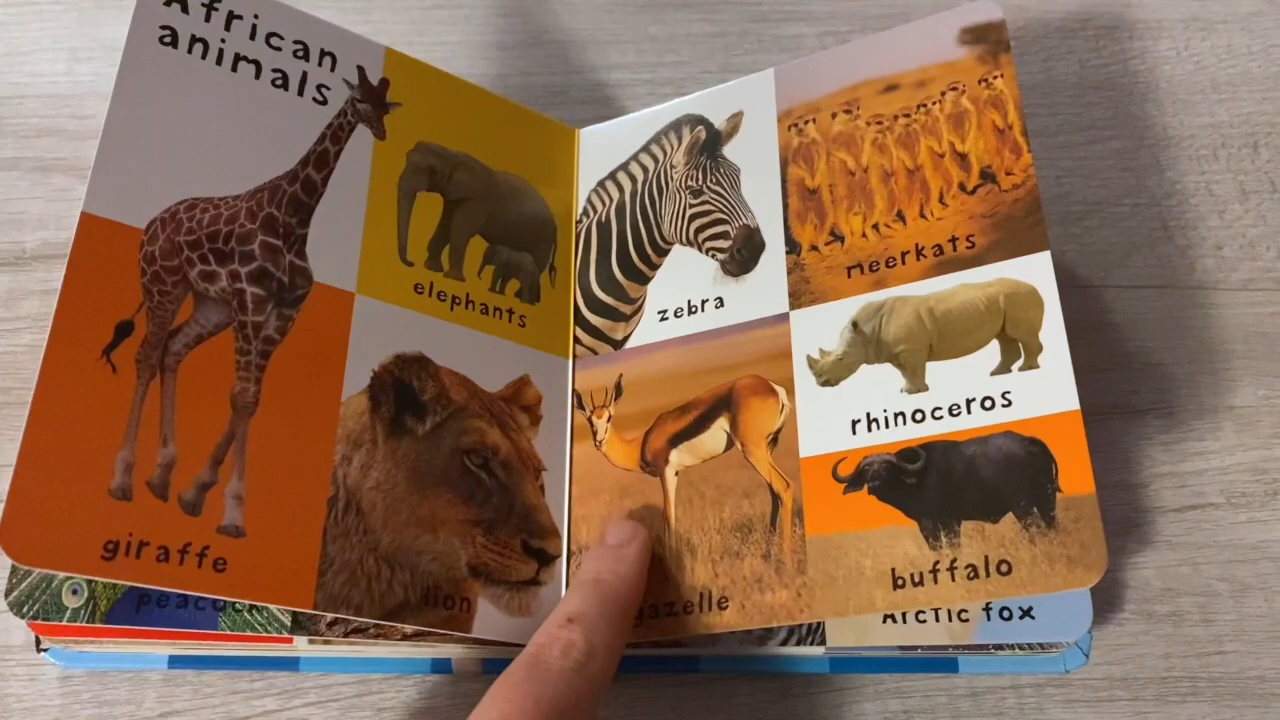 African
animals
elephants
giraffe
lion
zebra
meerkats
gazelle
rhinoceros
buffalo
peacock
Arctic fox